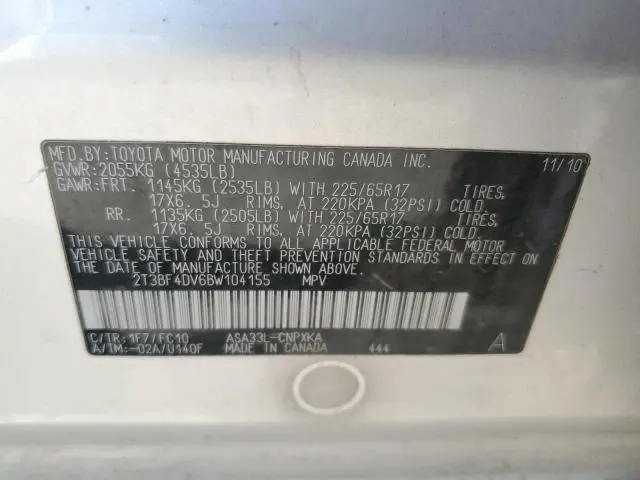 MFD. BY: TOYOTA MOTOR MANUFACTURING CANADA INC. 11/10
GVWR: 2055KG (4535LB)
GAWR: FRT. 1145KG (2535LB) WITH 225/65R17 TIRES,
17X6. 5J RIMS, AT 220KPA (32PSI) COLD.
RR. 1135KG (2505LB) WITH 225/65R17 TIRES,
17X6. 5J RIMS, AT 220KPA (32PSI) COLD.
THIS VEHICLE CONFORMS TO ALL APPLICABLE FEDERAL MOTOR
VEHICLE SAFETY AND THEFT PREVENTION STANDARDS IN EFFECT
ON THE DATE OF MANUFACTURE SHOWN ABOVE.
2T3BF4DV6BW104155 MPV
C/TR: 1F7/FC10 ASA33L-CNPXKA
A/TM: -02A/U140F MADE IN CANADA 444 A